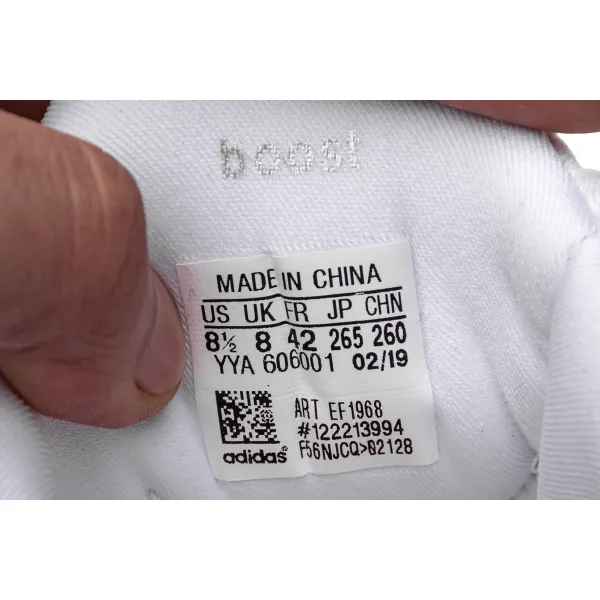 boost
MADE IN CHINA
US UK FR JP CHN
8½ 8 42 265 260
YYA 606001 02/19
ART EF1968
#122213994
F56NJCQ>02128
adidas